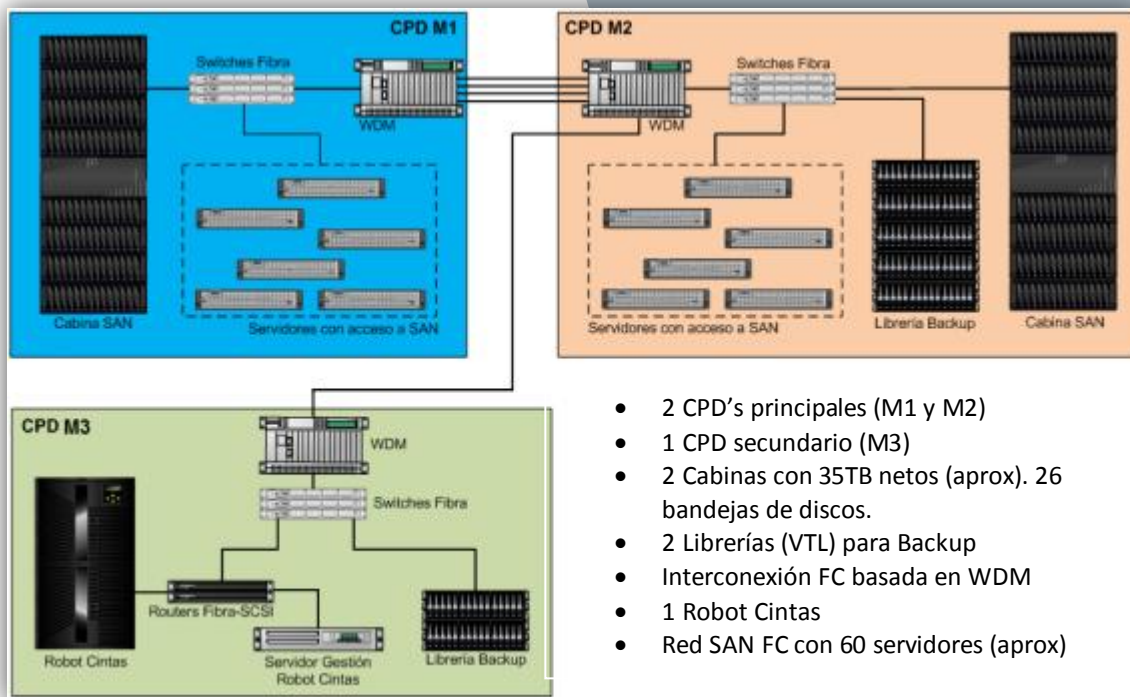 CPD M1
Switches Fibra
WDM
Cabina SAN
Servidores con acceso a SAN
CPD M2
WDM
Switches Fibra
Servidores con acceso a SAN
Librería Backup
Cabina SAN
CPD M3
WDM
Switches Fibra
Routers Fibra-SCSI
Robot Cintas
Servidor Gestión
Robot Cintas
Librería Backup
• 2 CPD’s principales (M1 y M2)
• 1 CPD secundario (M3)
• 2 Cabinas con 35TB netos (aprox). 26
bandejas de discos.
• 2 Librerías (VTL) para Backup
• Interconexión FC basada en WDM
• 1 Robot Cintas
• Red SAN FC con 60 servidores (aprox)